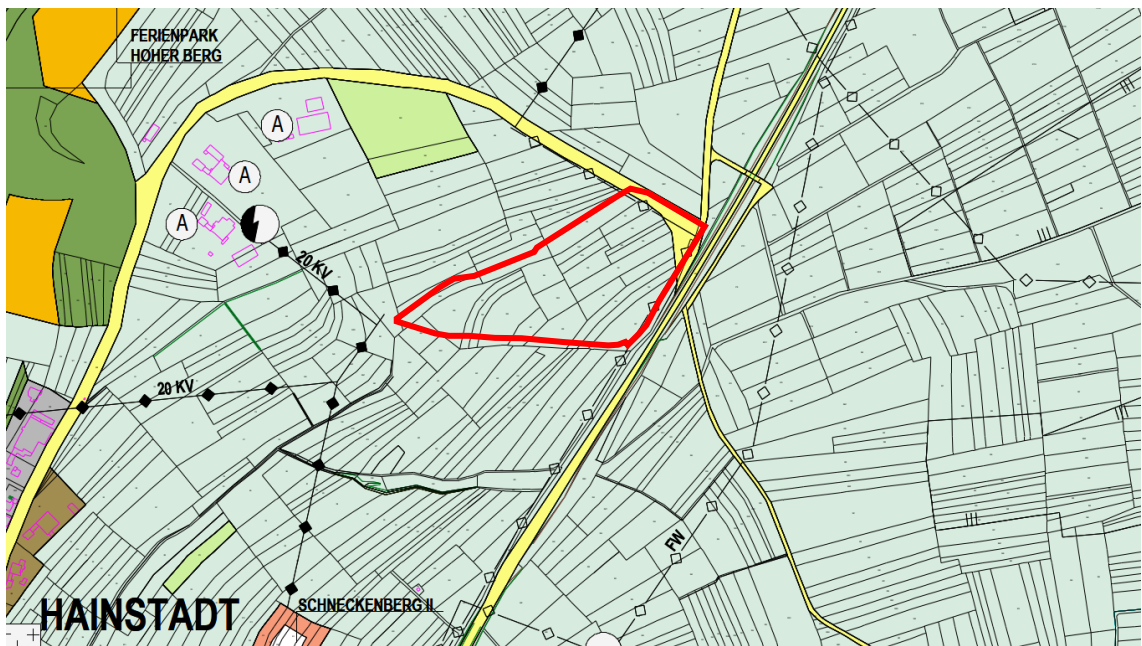 FERIENPARK
HOHER BERG
A
A
A
20 KV
20 KV
FW
SCHNECKENBERG II
HAINSTADT